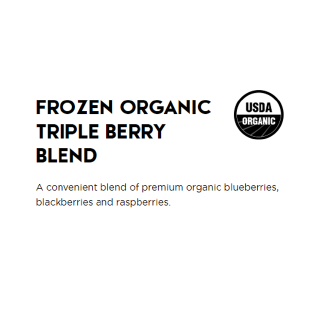 FROZEN ORGANIC
TRIPLE BERRY
BLEND
USDA
ORGANIC
A convenient blend of premium organic blueberries,
blackberries and raspberries.